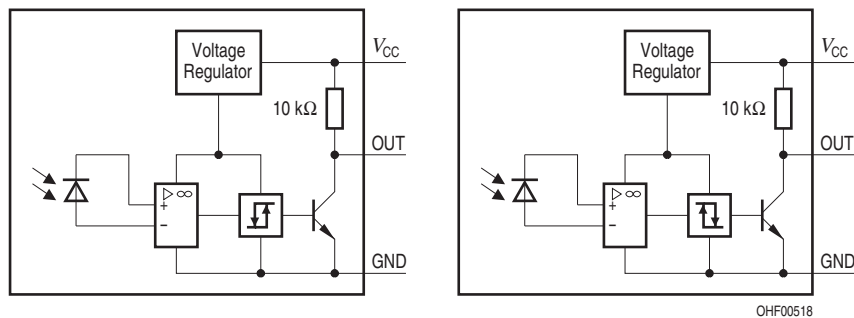 Voltage
Regulator
V_CC
10 kΩ
OUT
▷ ∞
+
−
GND
Voltage
Regulator
V_CC
10 kΩ
OUT
▷ ∞
+
−
GND
OHF00518